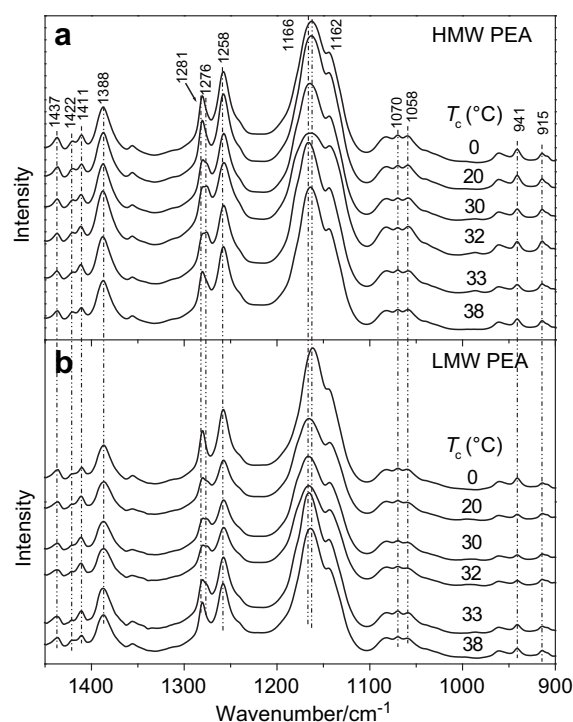 a
HMW PEA
1437
1422
1411
1388
1281
1276
1258
1166
1162
1070
1058
941
915
Tc (°C)
0
20
30
32
33
38
Intensity
b
LMW PEA
Tc (°C)
0
20
30
32
33
38
Intensity
1400 1300 1200 1100 1000 900
Wavenumber/cm-1